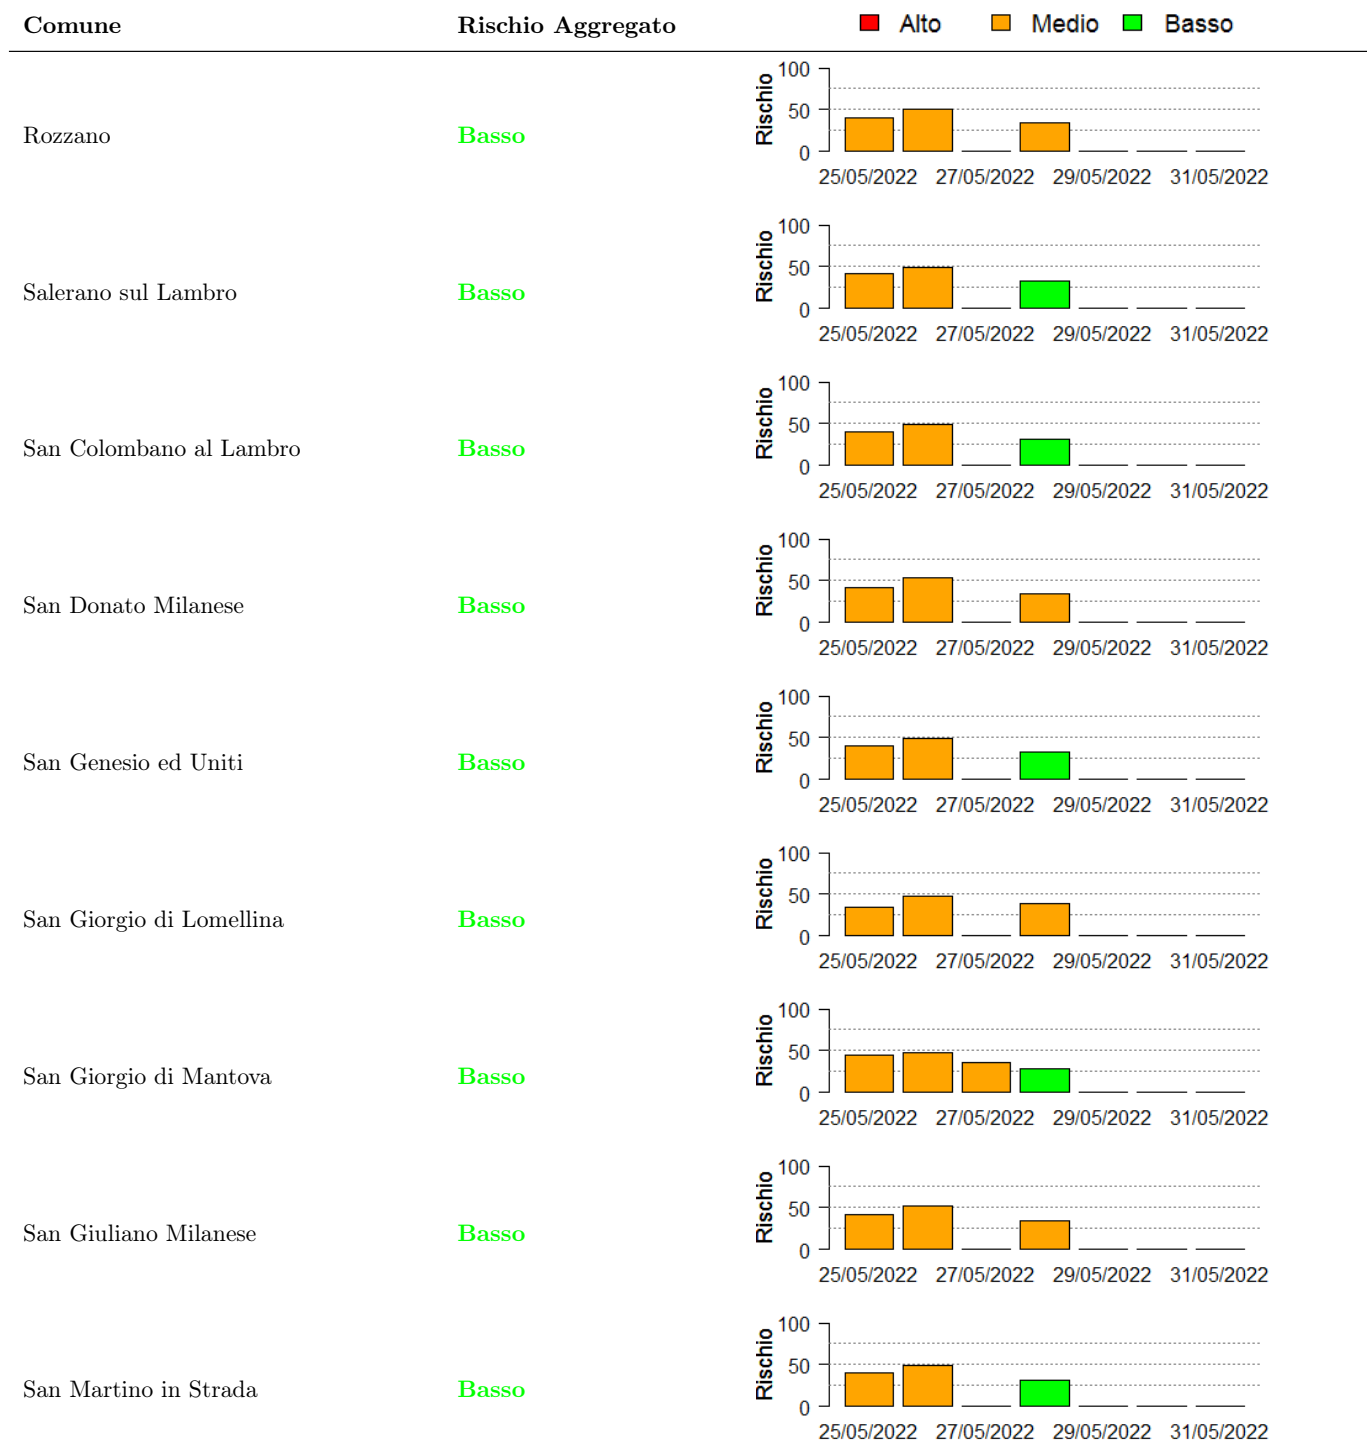 Comune Rischio Aggregato Alto Medio Basso
100
50
0
Rischio
Rozzano Basso
25/05/2022 27/05/2022 29/05/2022 31/05/2022
100
50
0
Rischio
Salerano sul Lambro Basso
25/05/2022 27/05/2022 29/05/2022 31/05/2022
100
50
0
Rischio
San Colombano al Lambro Basso
25/05/2022 27/05/2022 29/05/2022 31/05/2022
100
50
0
Rischio
San Donato Milanese Basso
25/05/2022 27/05/2022 29/05/2022 31/05/2022
100
50
0
Rischio
San Genesio ed Uniti Basso
25/05/2022 27/05/2022 29/05/2022 31/05/2022
100
50
0
Rischio
San Giorgio di Lomellina Basso
25/05/2022 27/05/2022 29/05/2022 31/05/2022
100
50
0
Rischio
San Giorgio di Mantova Basso
25/05/2022 27/05/2022 29/05/2022 31/05/2022
100
50
0
Rischio
San Giuliano Milanese Basso
25/05/2022 27/05/2022 29/05/2022 31/05/2022
100
50
0
Rischio
San Martino in Strada Basso
25/05/2022 27/05/2022 29/05/2022 31/05/2022